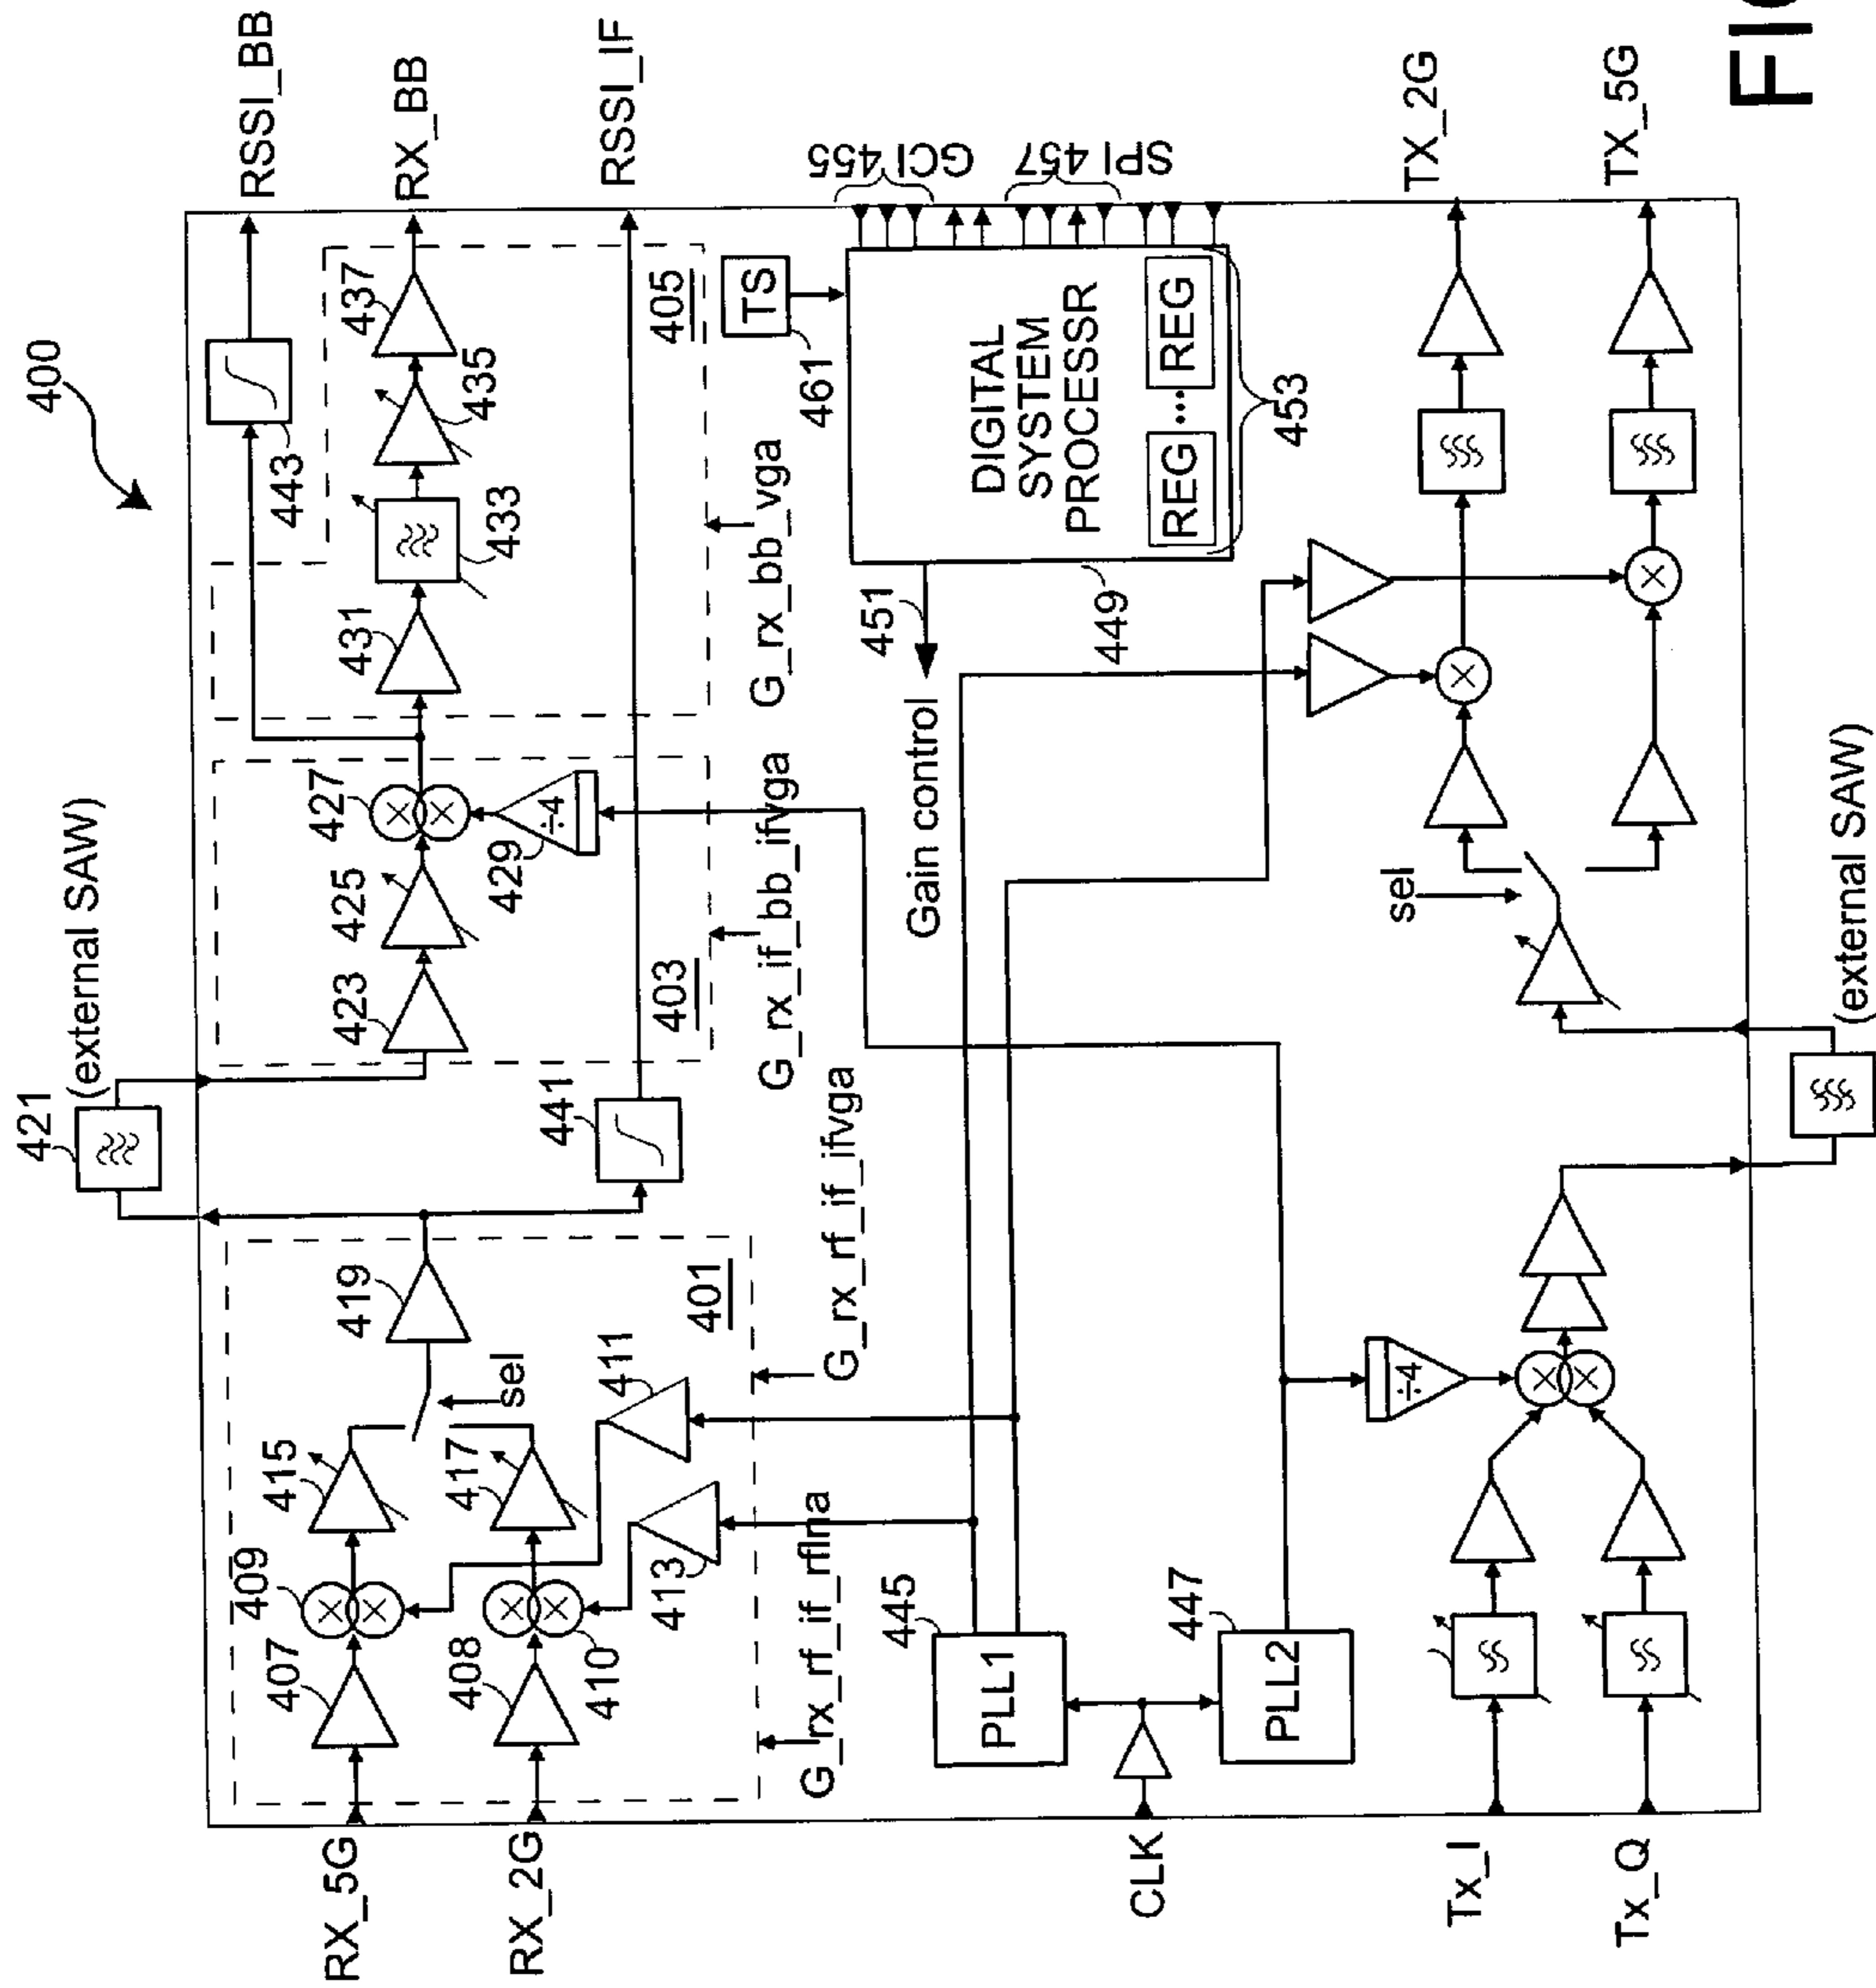 400
421
(external SAW)
RSSI_BB
RX_BB
RSSI_IF
443
437
435
433
431
405
G_rx_bb_vga
427
425
423
429
÷4
403
G_rx_if_bb_ifvga
441
419
415
417
sel
411
413
409
407
408
410
401
G_rx_rf_if_ifvga
G_rx_rf_if_rflna
RX_5G
RX_2G
TS
461
GCI 455
SPI 457
DIGITAL
SYSTEM
PROCESSR
REG
...
REG
453
449
451
Gain control
445
PLL1
447
PLL2
CLK
÷4
sel
TX_2G
TX_5G
Tx_I
Tx_Q
(external SAW)